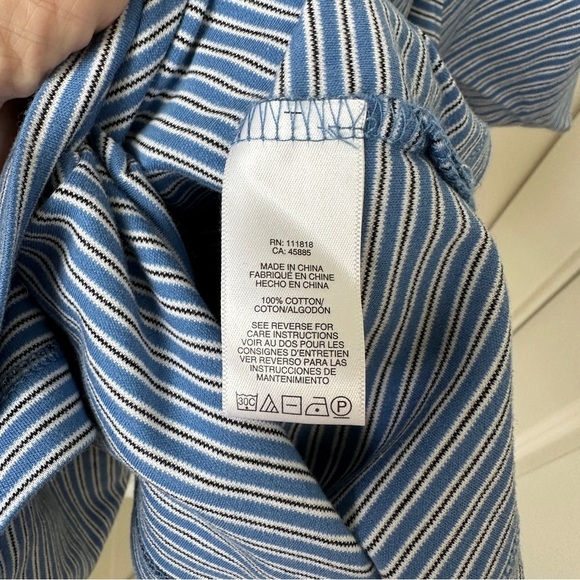 RN: 111818
CA: 45885
MADE IN CHINA
FABRIQUÉ EN CHINE
HECHO EN CHINA
100% COTTON/
COTON/ALGODÓN
SEE REVERSE FOR
CARE INSTRUCTIONS
VOIR AU DOS POUR LES
CONSIGNES D'ENTRETIEN
VER REVERSO PARA LAS
INSTRUCCIONES DE
MANTENIMIENTO
30C P